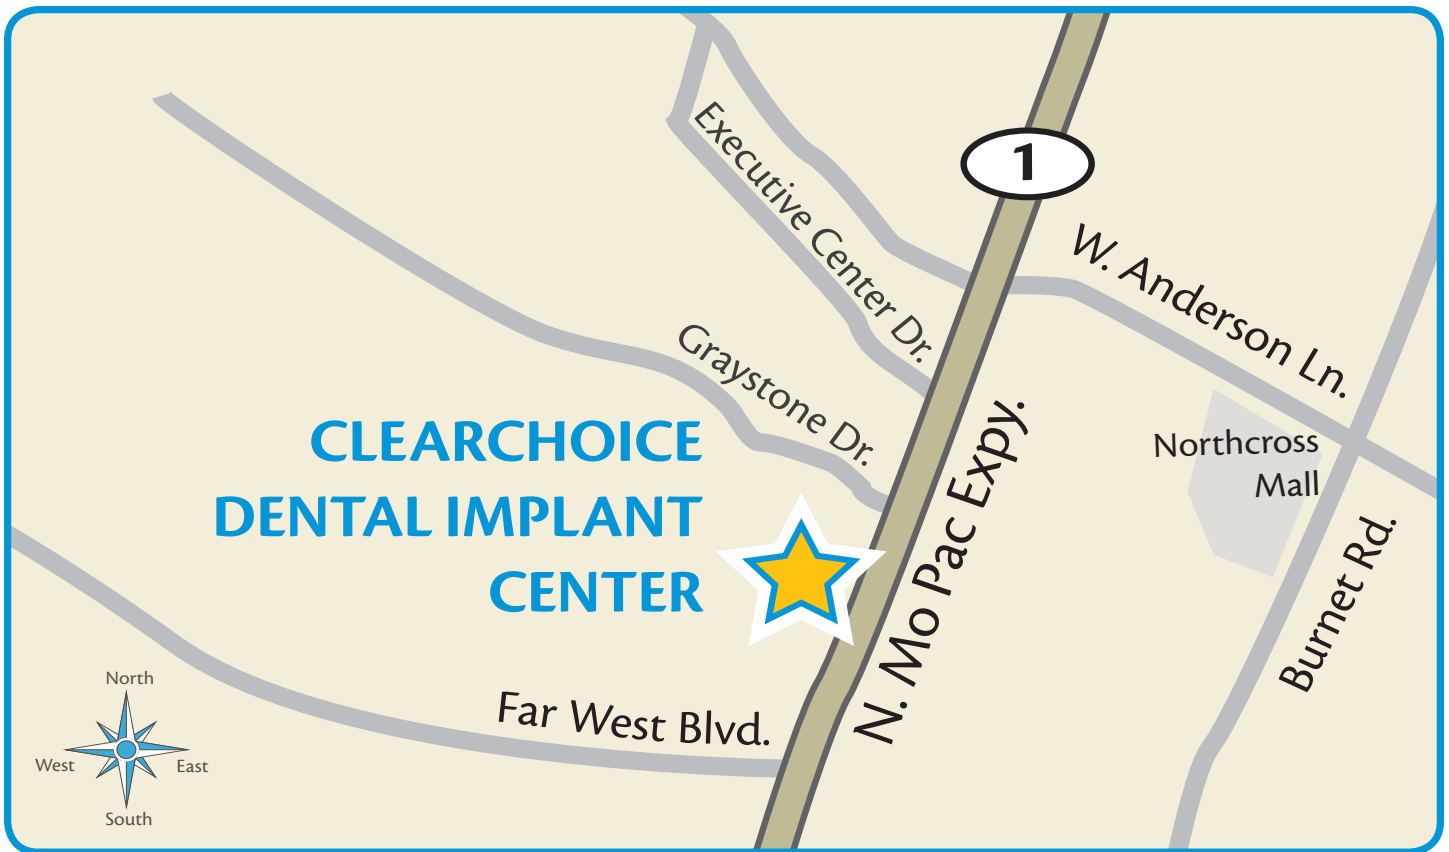 1
Executive Center Dr.
W. Anderson Ln.
Graystone Dr.
CLEARCHOICE
DENTAL IMPLANT
CENTER
N. Mo Pac Expy.
Northcross
Mall
Burnet Rd.
Far West Blvd.
North
West
East
South